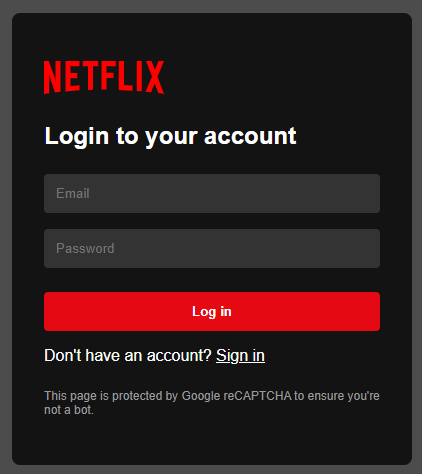 NETFLIX
Login to your account
Email
Password
Log in
Don't have an account? Sign in
This page is protected by Google reCAPTCHA to ensure you're
not a bot.